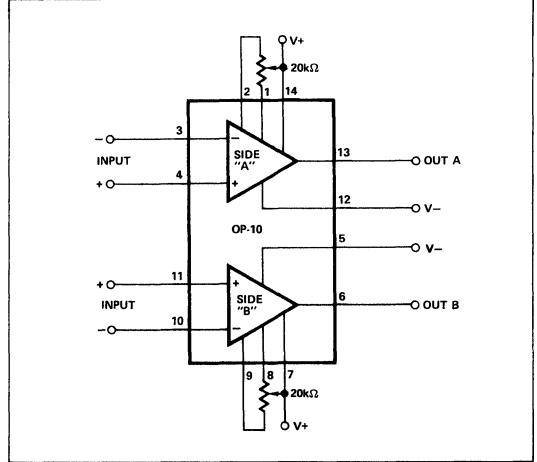 V+
20kΩ
2 1 14
3
− −
INPUT
SIDE "A"
13
OUT A
4
+ +
12
V−
OP-10
5
V−
11
+ +
INPUT
SIDE "B"
6
OUT B
10
− −
9 8 7
20kΩ
V+